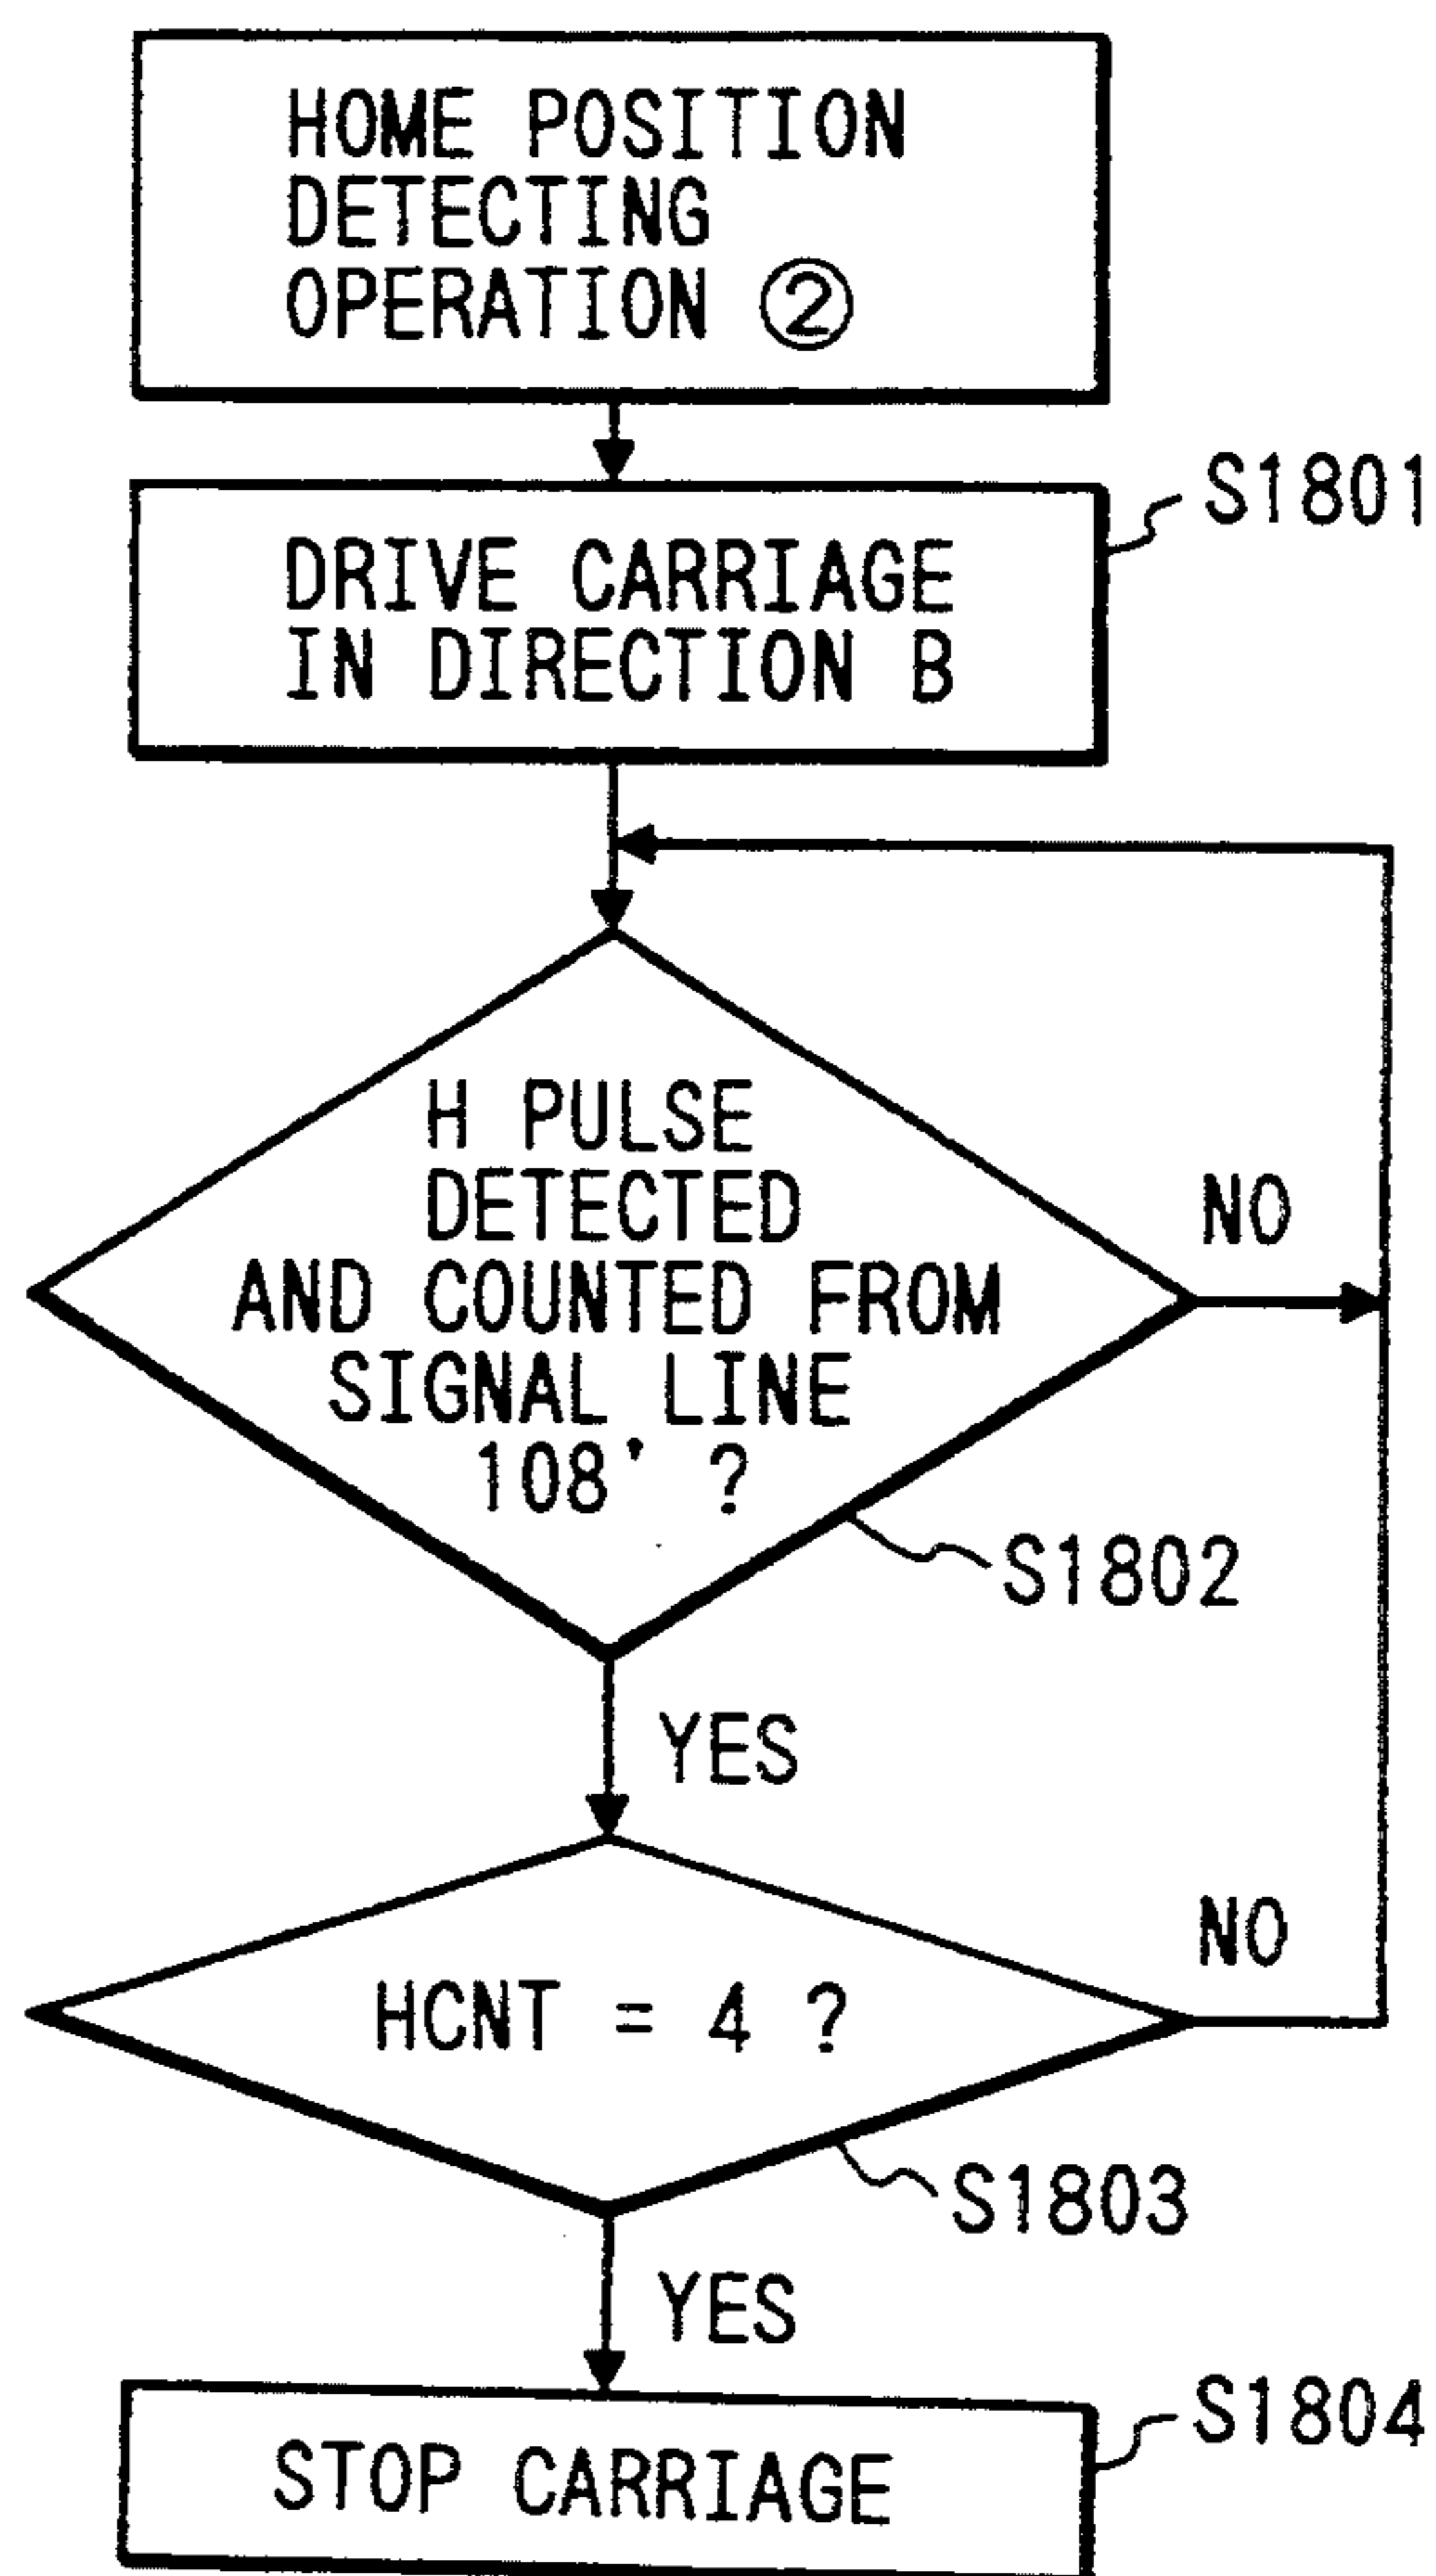 HOME POSITION
DETECTING
OPERATION ②
S1801
DRIVE CARRIAGE
IN DIRECTION B
H PULSE
DETECTED
AND COUNTED FROM
SIGNAL LINE
108' ?
NO
S1802
YES
HCNT = 4 ?
NO
S1803
YES
S1804
STOP CARRIAGE